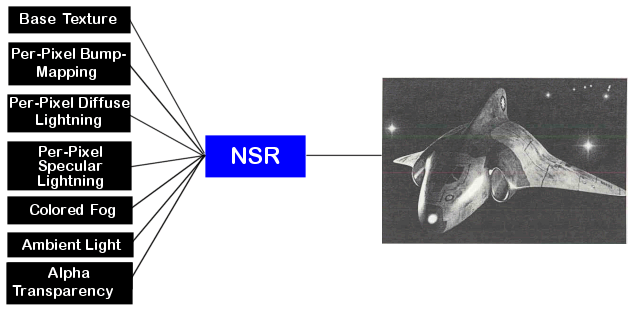 Base Texture
Per-Pixel Bump-
Mapping
Per-Pixel Diffuse
Lightning
Per-Pixel
Specular
Lightning
Colored Fog
Ambient Light
Alpha
Transparency
NSR